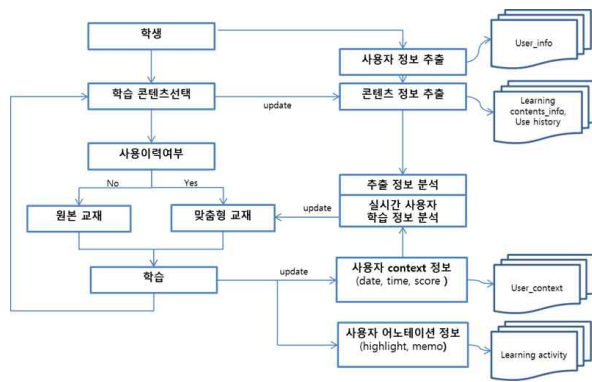 학생
사용자 정보 추출
User_info
학습 콘텐츠선택
update
콘텐츠 정보 추출
Learning
contents_info,
Use history
사용이력여부
No
Yes
추출 정보 분석
원본 교재
맞춤형 교재
update
실시간 사용자
학습 정보 분석
학습
update
사용자 context 정보
(date, time, score )
User_context
사용자 어노테이션 정보
(highlight, memo)
Learning activity